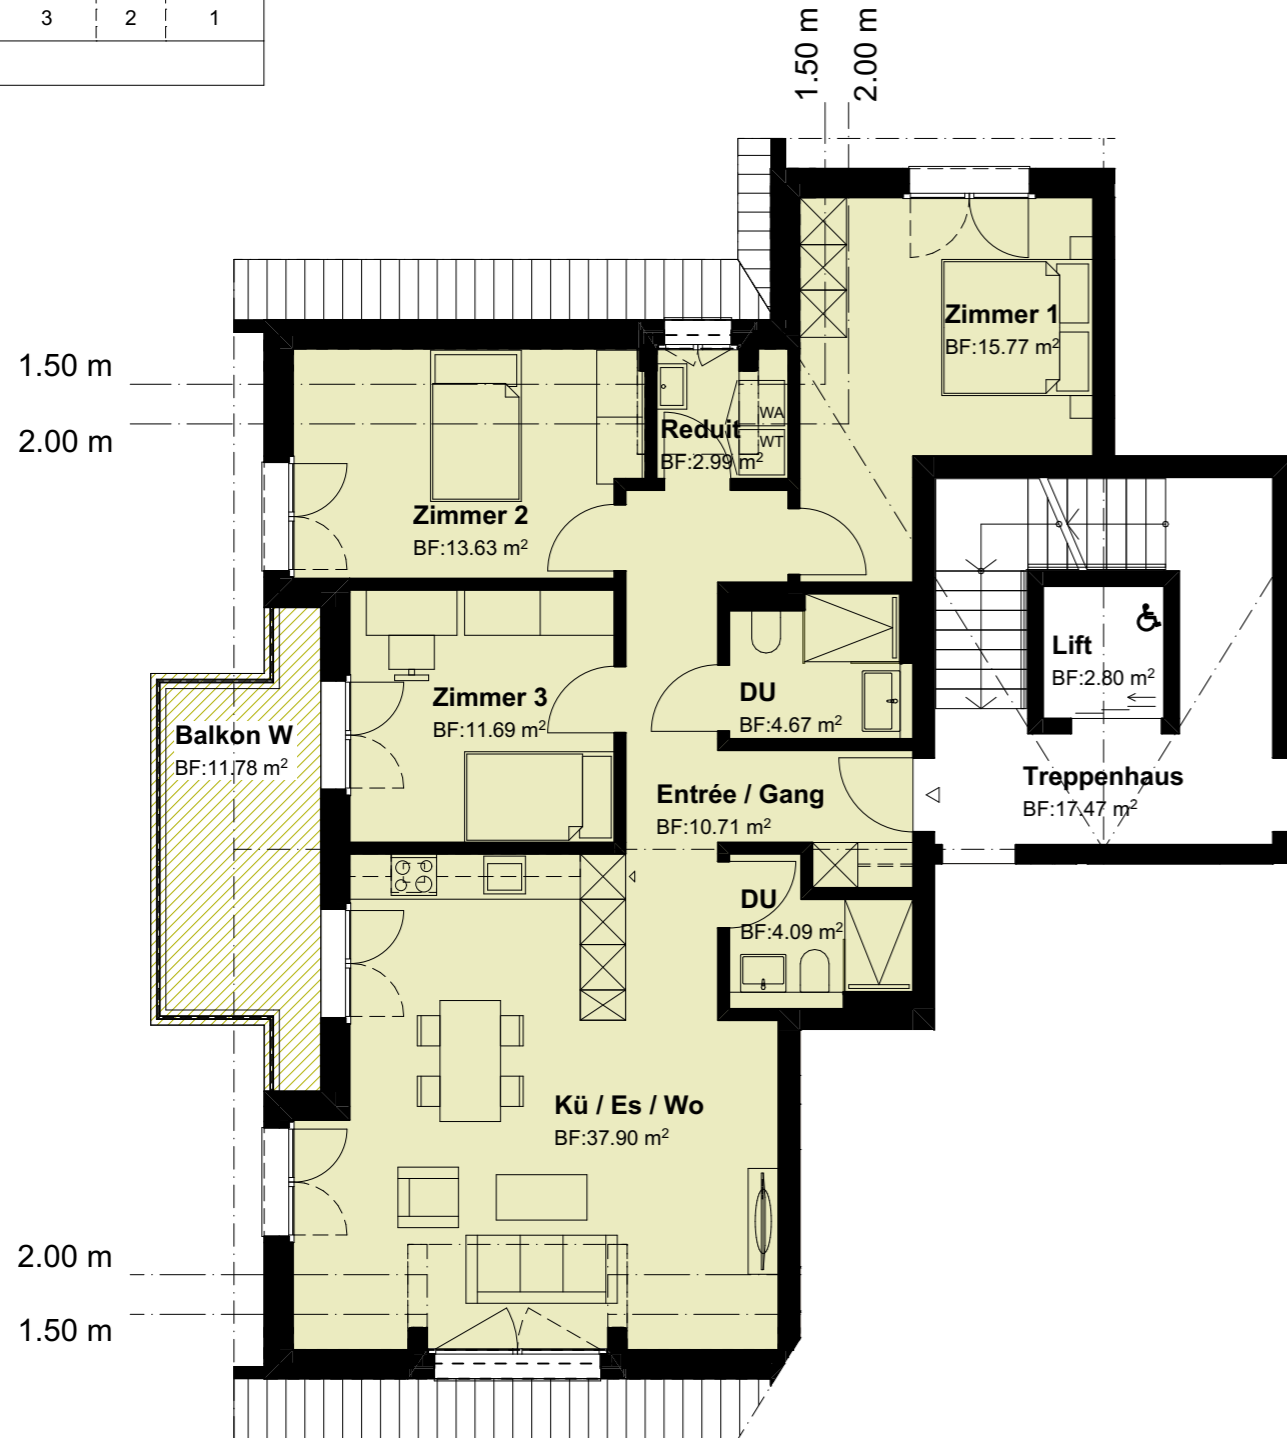 3 2 1
1.50 m
2.00 m
Zimmer 1
BF:15.77 m²
1.50 m
2.00 m
WA
Reduit
WT
BF:2.99 m²
Zimmer 2
BF:13.63 m²
Lift
BF:2.80 m²
Zimmer 3
BF:11.69 m²
DU
BF:4.67 m²
Balkon W
BF:11.78 m²
Treppenhaus
BF:17.47 m²
Entrée / Gang
BF:10.71 m²
DU
BF:4.09 m²
Kü / Es / Wo
BF:37.90 m²
2.00 m
1.50 m